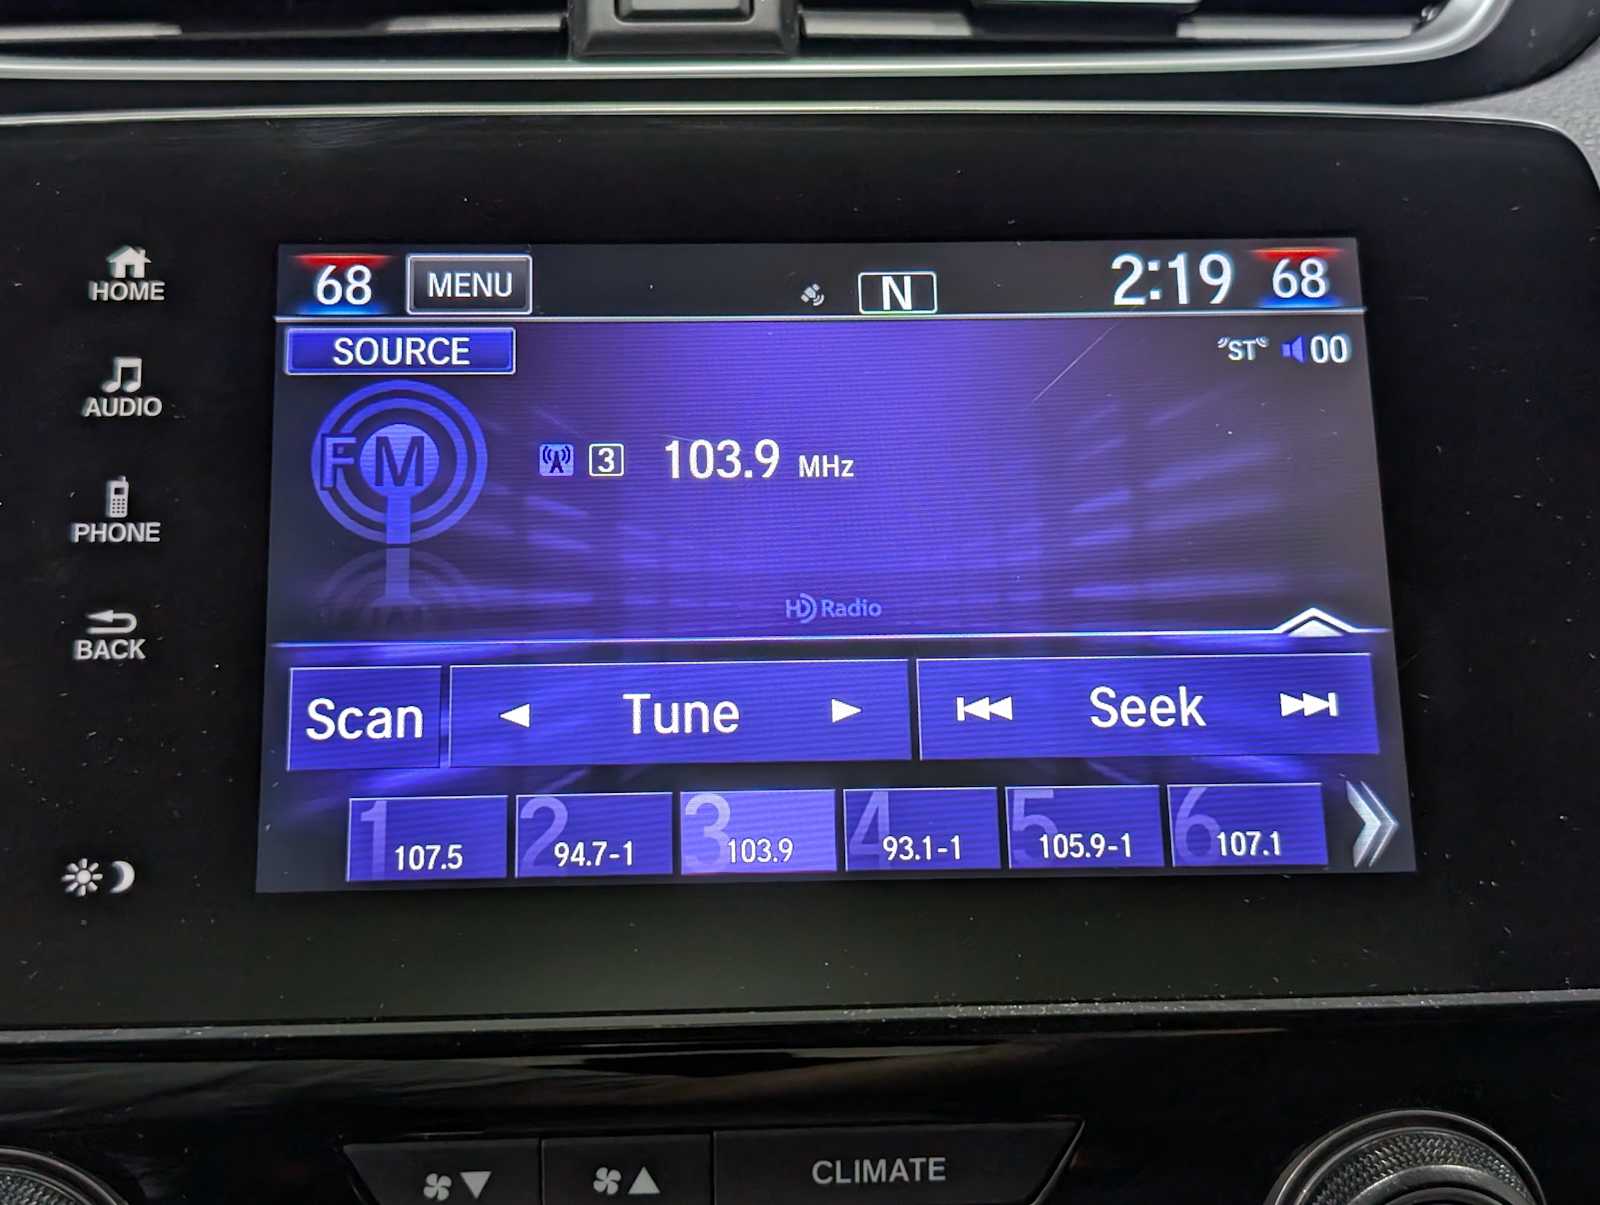 68 MENU N 2:19 68
SOURCE ST 00
FM 3 103.9 MHz
HD Radio
Scan Tune Seek
1 107.5 2 94.7-1 3 103.9 4 93.1-1 5 105.9-1 6 107.1
HOME
AUDIO
PHONE
BACK
CLIMATE